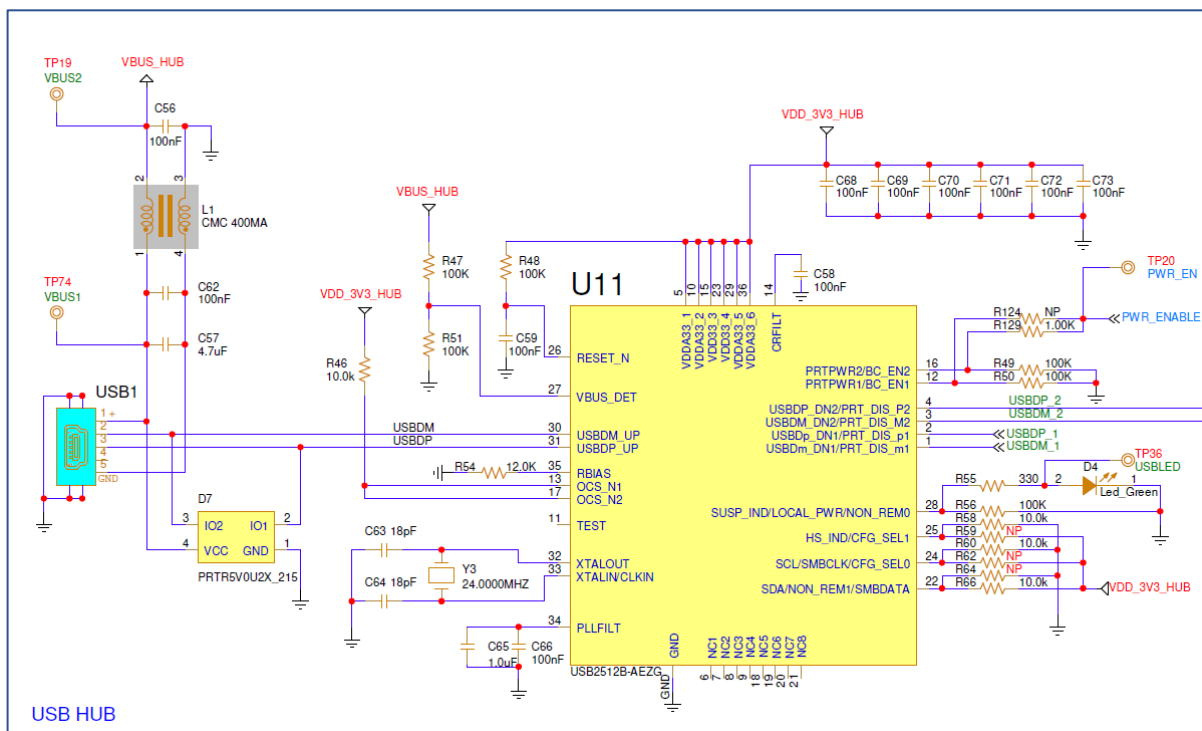 TP19
VBUS2
VBUS_HUB
C56
100nF
2
3
L1
CMC 400MA
1
4
C62
100nF
TP74
VBUS1
C57
4.7uF
USB1
1 +
2
3
4
5
GND
USBDM
USBDP
D7
3
IO2
IO1
2
4
VCC
GND
1
PRTR5V0U2X_215
VBUS_HUB
R47
100K
R48
100K
VDD_3V3_HUB
R51
100K
C59
100nF
R46
10.0k
R54
12.0K
C63 18pF
C64 18pF
Y3
24.0000MHZ
C65
1.0uF
C66
100nF
U11
5
10
15
23
29
36
14
VDDA33_1
VDDA33_2
VDD33_3
VDD33_4
VDDA33_5
VDDA33_6
CRFILT
C58
100nF
26
RESET_N
27
VBUS_DET
30
USBDM_UP
31
USBDP_UP
35
RBIAS
13
OCS_N1
17
OCS_N2
11
TEST
32
XTALOUT
33
XTALIN/CLKIN
34
PLLFILT
PRTPWR2/BC_EN2
16
PRTPWR1/BC_EN1
12
USBDP_DN2/PRT_DIS_P2
4
USBDM_DN2/PRT_DIS_M2
3
USBDp_DN1/PRT_DIS_p1
2
USBDm_DN1/PRT_DIS_m1
1
SUSP_IND/LOCAL_PWR/NON_REM0
28
HS_IND/CFG_SEL1
25
SCL/SMBCLK/CFG_SEL0
24
SDA/NON_REM1/SMBDATA
22
GND
NC1
NC2
NC3
NC4
NC5
NC6
NC7
NC8
6
7
8
9
18
19
20
21
GND
USB2512B-AEZG
VDD_3V3_HUB
C68
100nF
C69
100nF
C70
100nF
C71
100nF
C72
100nF
C73
100nF
TP20
PWR_EN
R124
NP
R129
1.00K
PWR_ENABLE
R49
100K
R50
100K
USBDP_2
USBDM_2
USBDP_1
USBDM_1
TP36
USBLED
D4
R55
330
2
1
Led_Green
R56
100K
R58
10.0k
R59
NP
R60
10.0k
R62
NP
R64
NP
R66
10.0k
VDD_3V3_HUB
USB HUB